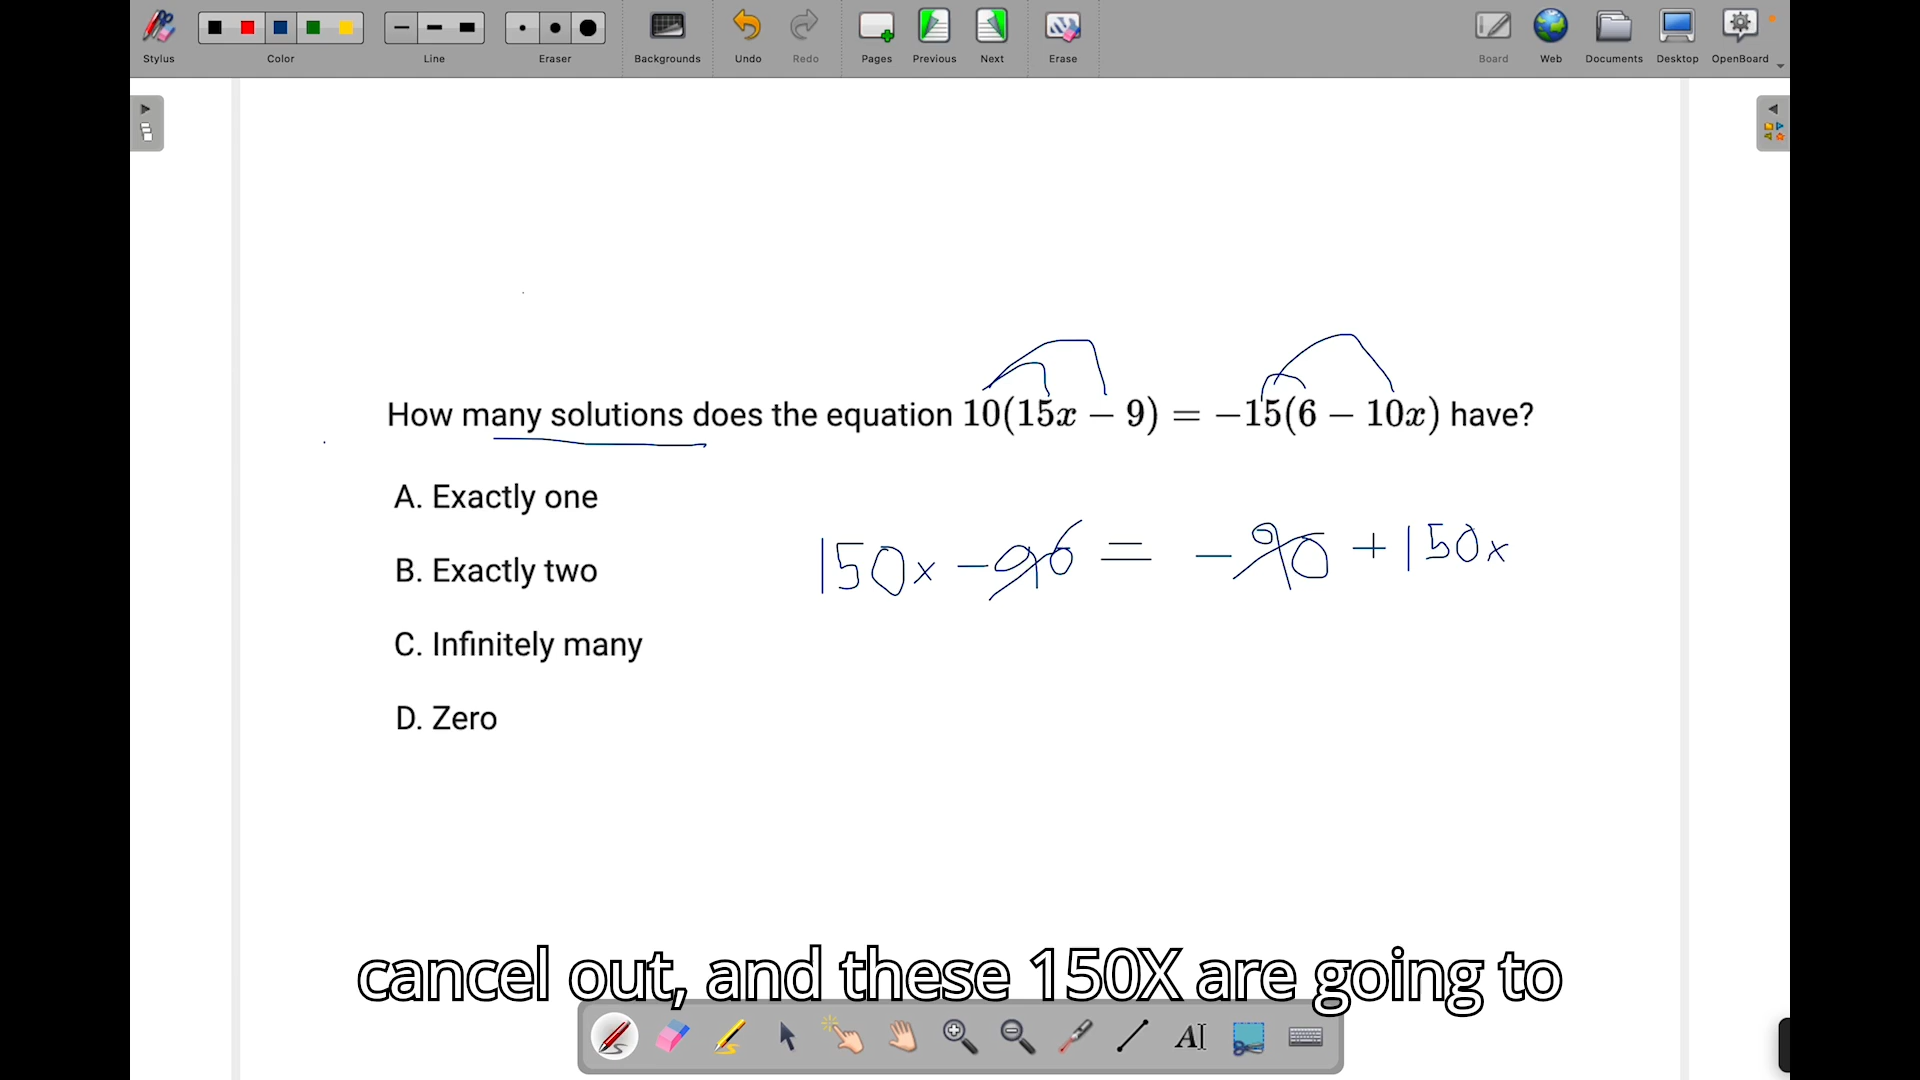 Stylus Color Line Eraser Backgrounds Undo Redo Pages Previous Next Erase Board Web Documents Desktop OpenBoard
How many solutions does the equation 10(15x − 9) = −15(6 − 10x) have?
A. Exactly one
150x − 90 = − 90 + 150x
B. Exactly two
C. Infinitely many
D. Zero
cancel out, and these 150X are going to
AI